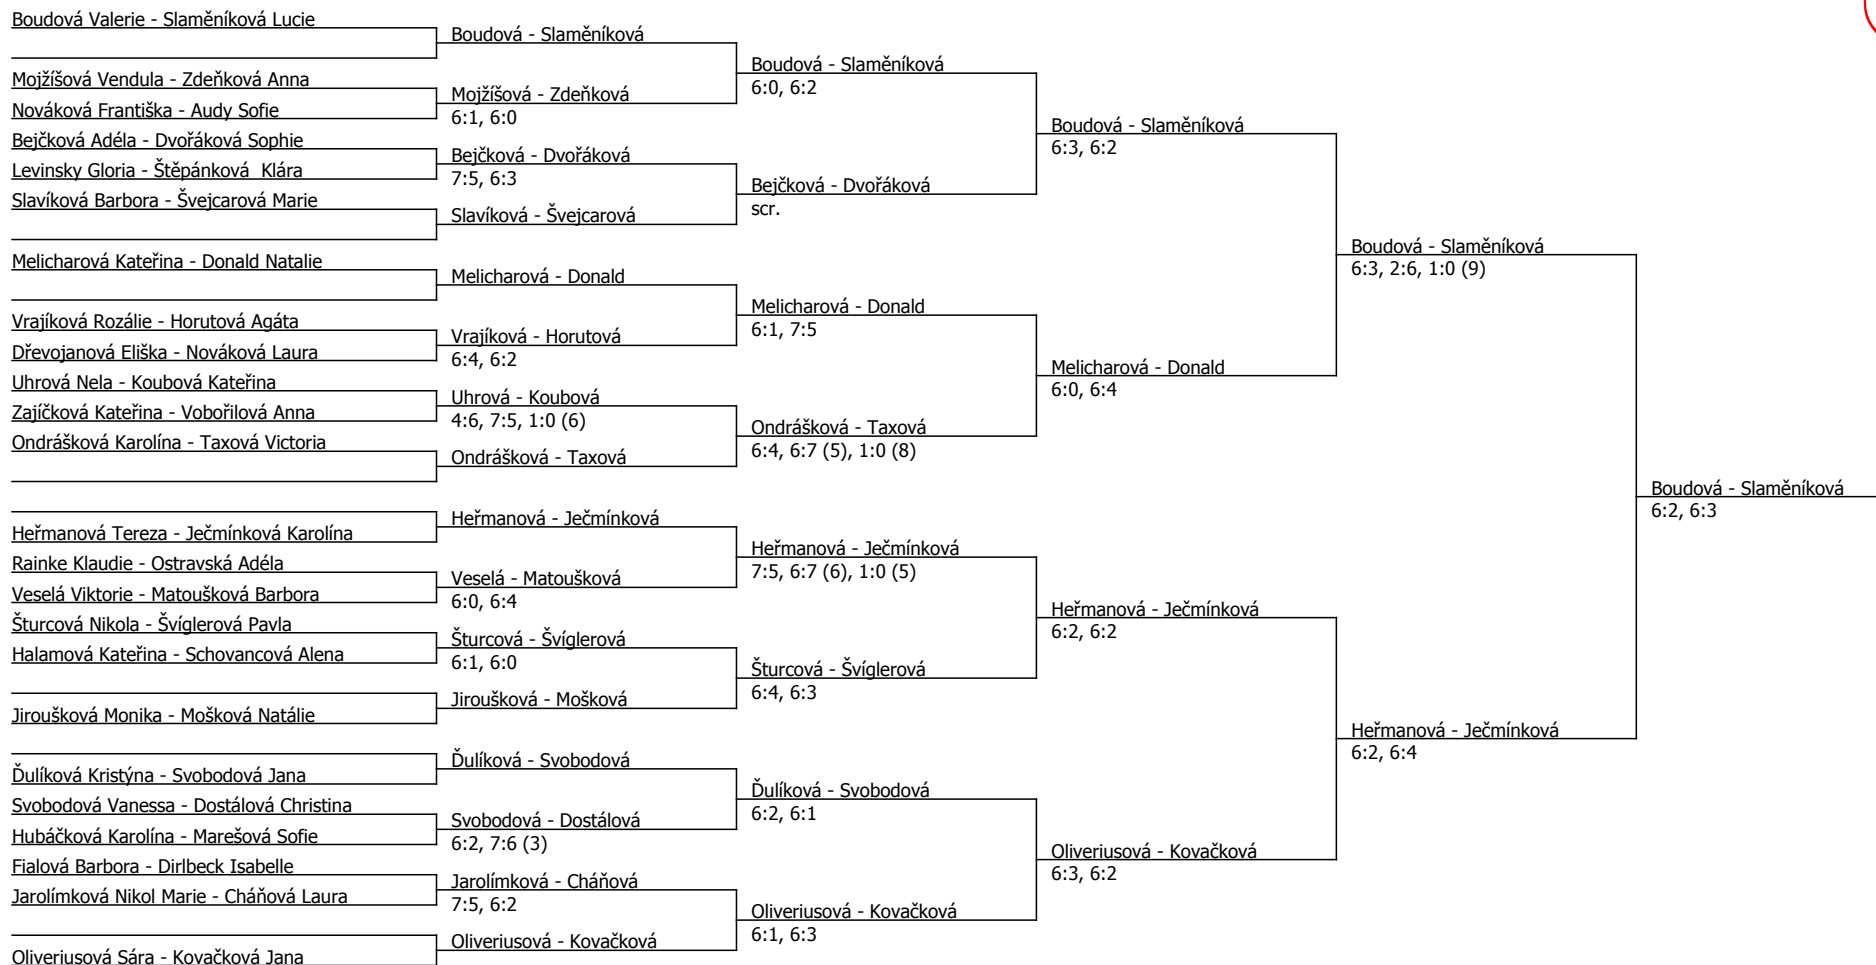 Boudová Valerie - Slaměníková Lucie
Mojžíšová Vendula - Zdeňková Anna
Nováková Františka - Audy Sofie
Bejčková Adéla - Dvořáková Sophie
Levinsky Gloria - Štěpánková  Klára
Slavíková Barbora - Švejcarová Marie
Melicharová Kateřina - Donald Natalie
Vrajíková Rozálie - Horutová Agáta
Dřevojanová Eliška - Nováková Laura
Uhrová Nela - Koubová Kateřina
Zajíčková Kateřina - Vobořilová Anna
Ondrášková Karolína - Taxová Victoria
Heřmanová Tereza - Ječmínková Karolína
Rainke Klaudie - Ostravská Adéla
Veselá Viktorie - Matoušková Barbora
Šturcová Nikola - Švíglerová Pavla
Halamová Kateřina - Schovancová Alena
Jiroušková Monika - Mošková Natálie
Ďulíková Kristýna - Svobodová Jana
Svobodová Vanessa - Dostálová Christina
Hubáčková Karolína - Marešová Sofie
Fialová Barbora - Dirlbeck Isabelle
Jarolímková Nikol Marie - Cháňová Laura
Oliveriusová Sára - Kovačková Jana
Boudová - Slaměníková
Mojžíšová - Zdeňková
6:1, 6:0
Bejčková - Dvořáková
7:5, 6:3
Slavíková - Švejcarová
Melicharová - Donald
Vrajíková - Horutová
6:4, 6:2
Uhrová - Koubová
4:6, 7:5, 1:0 (6)
Ondrášková - Taxová
Heřmanová - Ječmínková
Veselá - Matoušková
6:0, 6:4
Šturcová - Švíglerová
6:1, 6:0
Jiroušková - Mošková
Ďulíková - Svobodová
Svobodová - Dostálová
6:2, 7:6 (3)
Jarolímková - Cháňová
7:5, 6:2
Oliveriusová - Kovačková
Boudová - Slaměníková
6:0, 6:2
Bejčková - Dvořáková
scr.
Melicharová - Donald
6:1, 7:5
Ondrášková - Taxová
6:4, 6:7 (5), 1:0 (8)
Heřmanová - Ječmínková
7:5, 6:7 (6), 1:0 (5)
Šturcová - Švíglerová
6:4, 6:3
Ďulíková - Svobodová
6:2, 6:1
Oliveriusová - Kovačková
6:1, 6:3
Boudová - Slaměníková
6:3, 6:2
Melicharová - Donald
6:0, 6:4
Heřmanová - Ječmínková
6:2, 6:2
Oliveriusová - Kovačková
6:3, 6:2
Boudová - Slaměníková
6:3, 2:6, 1:0 (9)
Heřmanová - Ječmínková
6:2, 6:4
Boudová - Slaměníková
6:2, 6:3